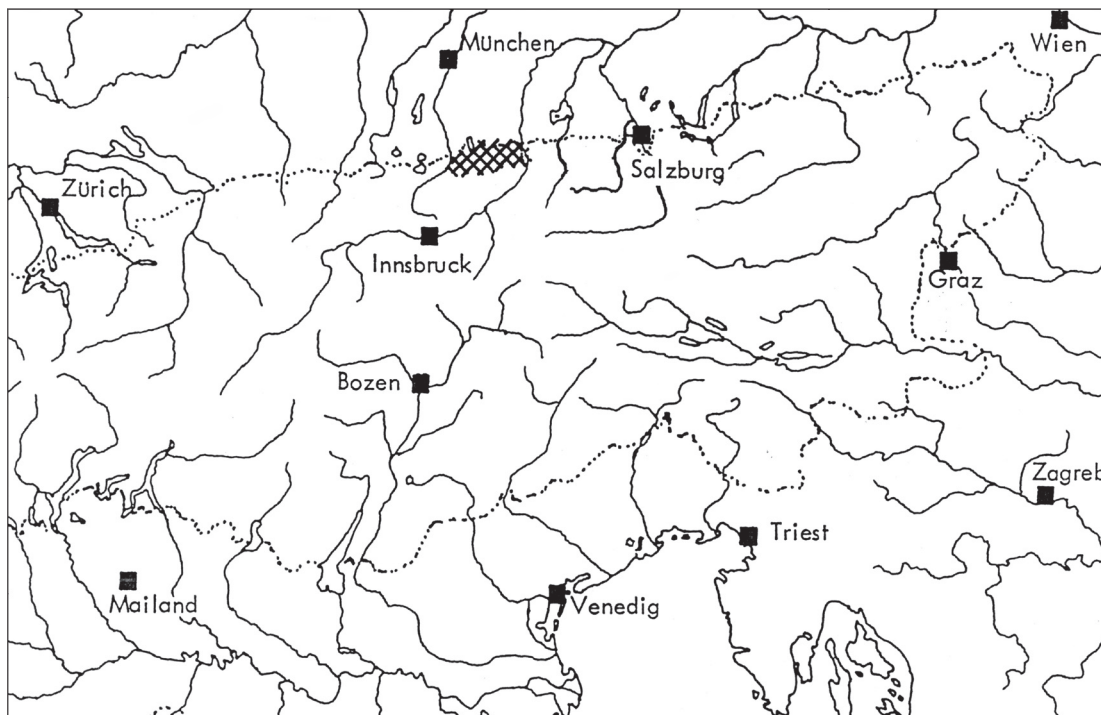 München
Wien
Zürich
Salzburg
Innsbruck
Graz
Bozen
Zagreb
Triest
Mailand
Venedig